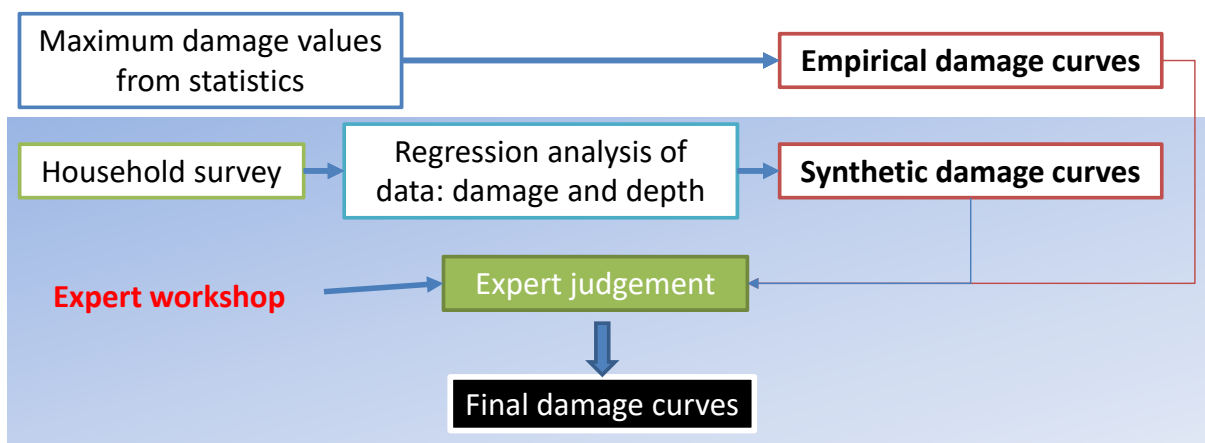 Maximum damage values
from statistics
Empirical damage curves
Household survey
Regression analysis of
data: damage and depth
Synthetic damage curves
Expert workshop
Expert judgement
Final damage curves